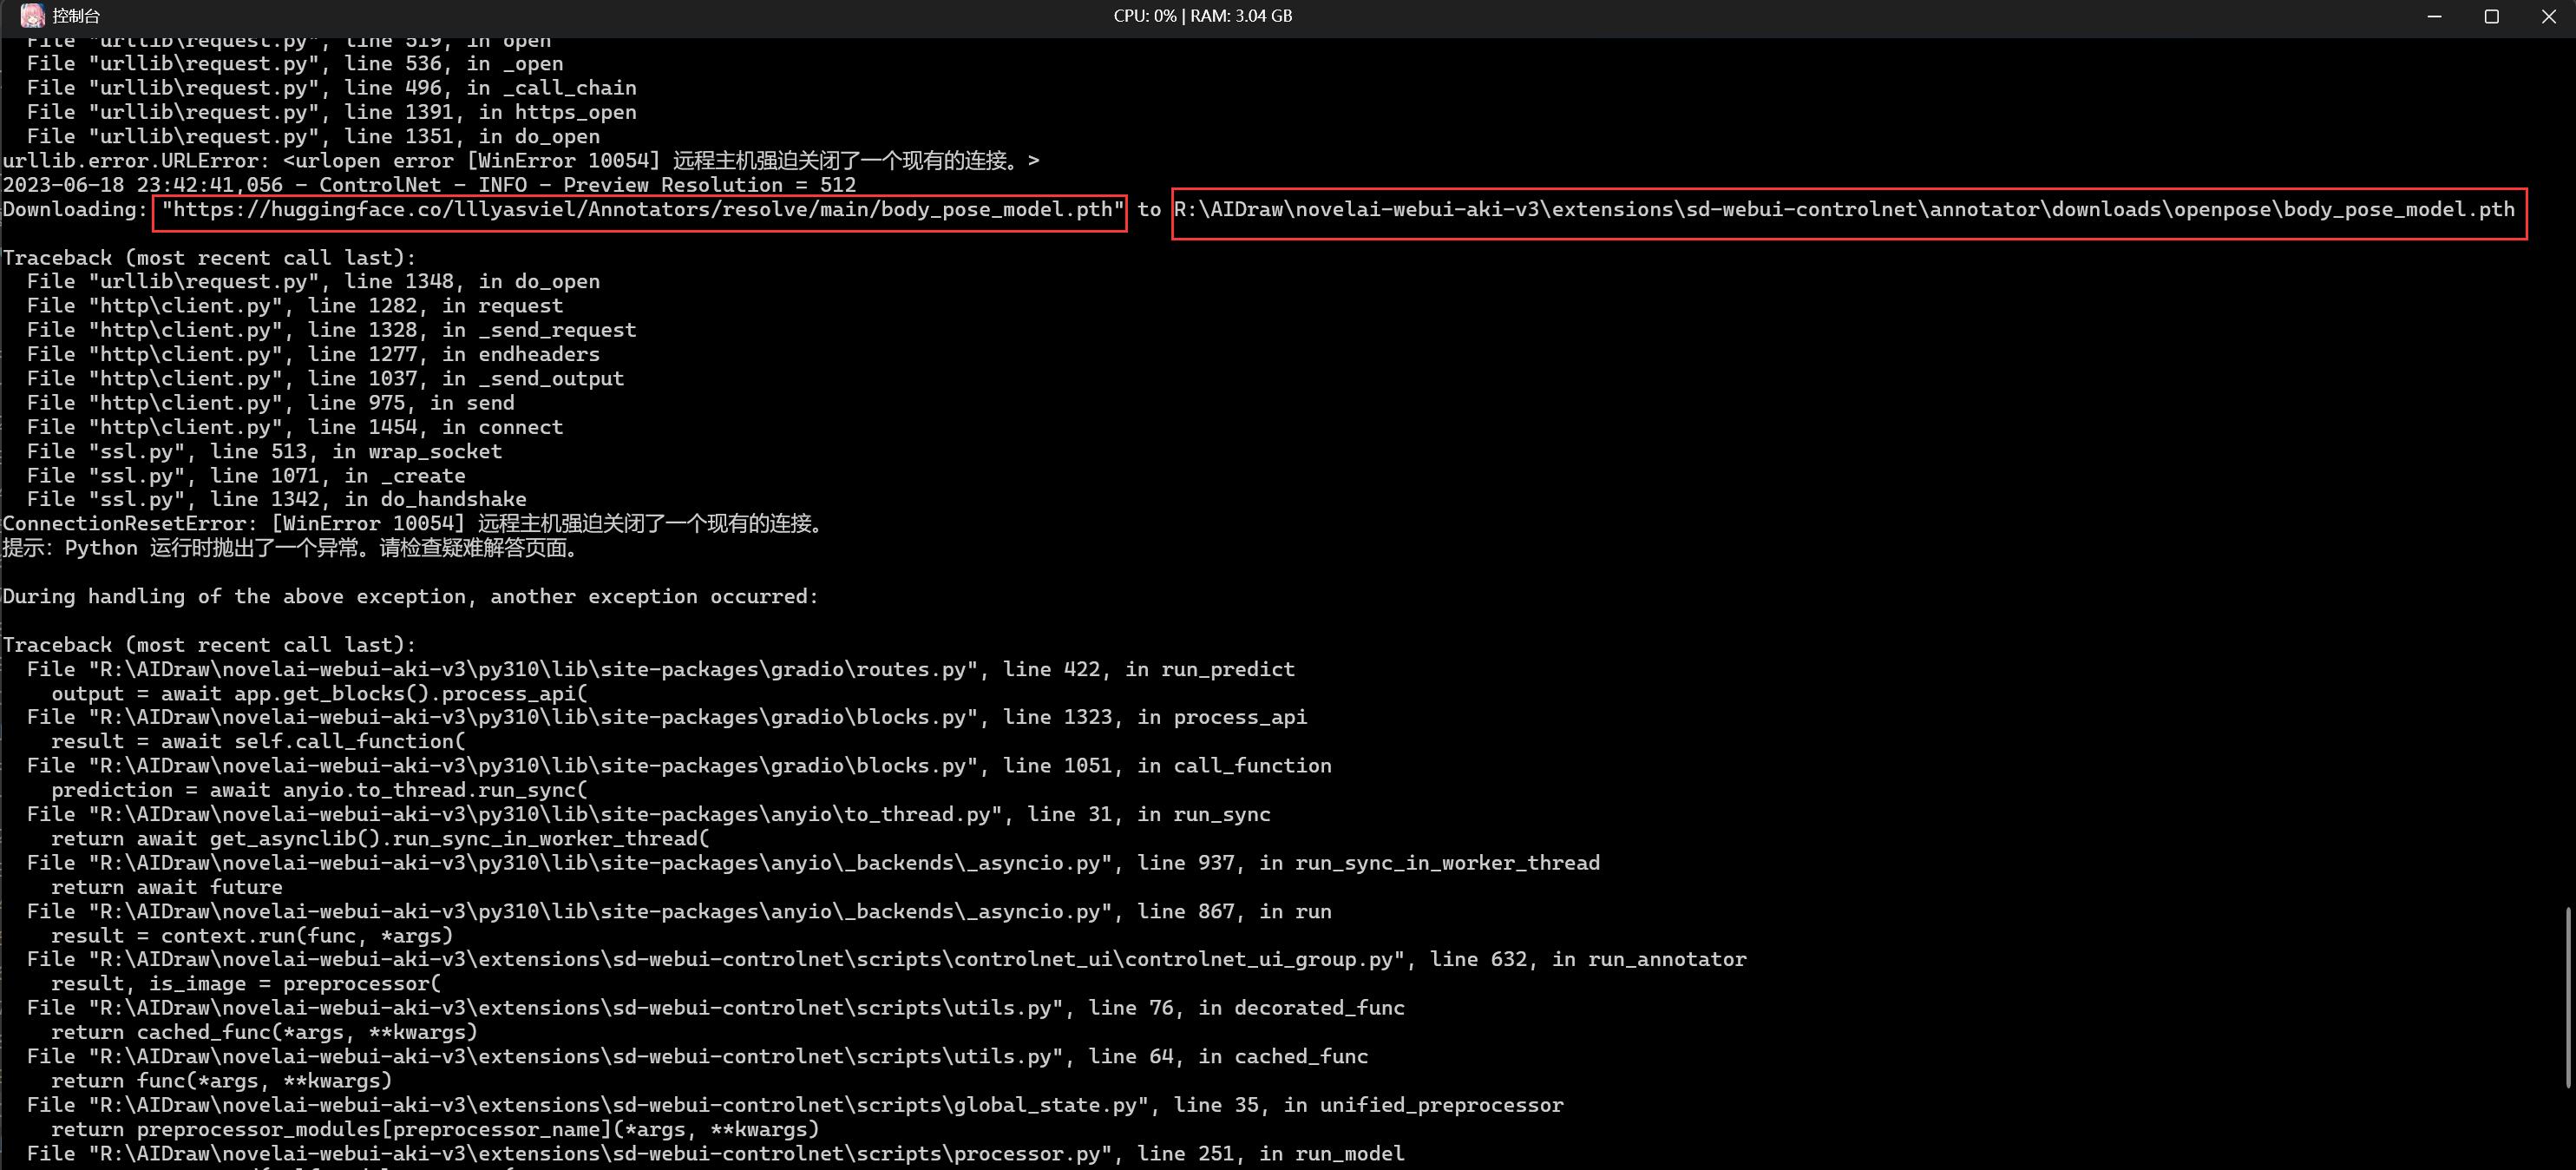 控制台
CPU: 0% | RAM: 3.04 GB
File "urllib\request.py", line 519, in open
File "urllib\request.py", line 536, in _open
File "urllib\request.py", line 496, in _call_chain
File "urllib\request.py", line 1391, in https_open
File "urllib\request.py", line 1351, in do_open
urllib.error.URLError: <urlopen error [WinError 10054] 远程主机强迫关闭了一个现有的连接。>
2023-06-18 23:42:41,056 - ControlNet - INFO - Preview Resolution = 512
Downloading: "https://huggingface.co/lllyasviel/Annotators/resolve/main/body_pose_model.pth" to R:\AIDraw\novelai-webui-aki-v3\extensions\sd-webui-controlnet\annotator\downloads\openpose\body_pose_model.pth
Traceback (most recent call last):
File "urllib\request.py", line 1348, in do_open
File "http\client.py", line 1282, in request
File "http\client.py", line 1328, in _send_request
File "http\client.py", line 1277, in endheaders
File "http\client.py", line 1037, in _send_output
File "http\client.py", line 975, in send
File "http\client.py", line 1454, in connect
File "ssl.py", line 513, in wrap_socket
File "ssl.py", line 1071, in _create
File "ssl.py", line 1342, in do_handshake
ConnectionResetError: [WinError 10054] 远程主机强迫关闭了一个现有的连接。
提示: Python 运行时抛出了一个异常。请检查疑难解答页面。
During handling of the above exception, another exception occurred:
Traceback (most recent call last):
File "R:\AIDraw\novelai-webui-aki-v3\py310\lib\site-packages\gradio\routes.py", line 422, in run_predict
output = await app.get_blocks().process_api(
File "R:\AIDraw\novelai-webui-aki-v3\py310\lib\site-packages\gradio\blocks.py", line 1323, in process_api
result = await self.call_function(
File "R:\AIDraw\novelai-webui-aki-v3\py310\lib\site-packages\gradio\blocks.py", line 1051, in call_function
prediction = await anyio.to_thread.run_sync(
File "R:\AIDraw\novelai-webui-aki-v3\py310\lib\site-packages\anyio\to_thread.py", line 31, in run_sync
return await get_asynclib().run_sync_in_worker_thread(
File "R:\AIDraw\novelai-webui-aki-v3\py310\lib\site-packages\anyio\_backends\_asyncio.py", line 937, in run_sync_in_worker_thread
return await future
File "R:\AIDraw\novelai-webui-aki-v3\py310\lib\site-packages\anyio\_backends\_asyncio.py", line 867, in run
result = context.run(func, *args)
File "R:\AIDraw\novelai-webui-aki-v3\extensions\sd-webui-controlnet\scripts\controlnet_ui\controlnet_ui_group.py", line 632, in run_annotator
result, is_image = preprocessor(
File "R:\AIDraw\novelai-webui-aki-v3\extensions\sd-webui-controlnet\scripts\utils.py", line 76, in decorated_func
return cached_func(*args, **kwargs)
File "R:\AIDraw\novelai-webui-aki-v3\extensions\sd-webui-controlnet\scripts\utils.py", line 64, in cached_func
return func(*args, **kwargs)
File "R:\AIDraw\novelai-webui-aki-v3\extensions\sd-webui-controlnet\scripts\global_state.py", line 35, in unified_preprocessor
return preprocessor_modules[preprocessor_name](*args, **kwargs)
File "R:\AIDraw\novelai-webui-aki-v3\extensions\sd-webui-controlnet\scripts\processor.py", line 251, in run_model